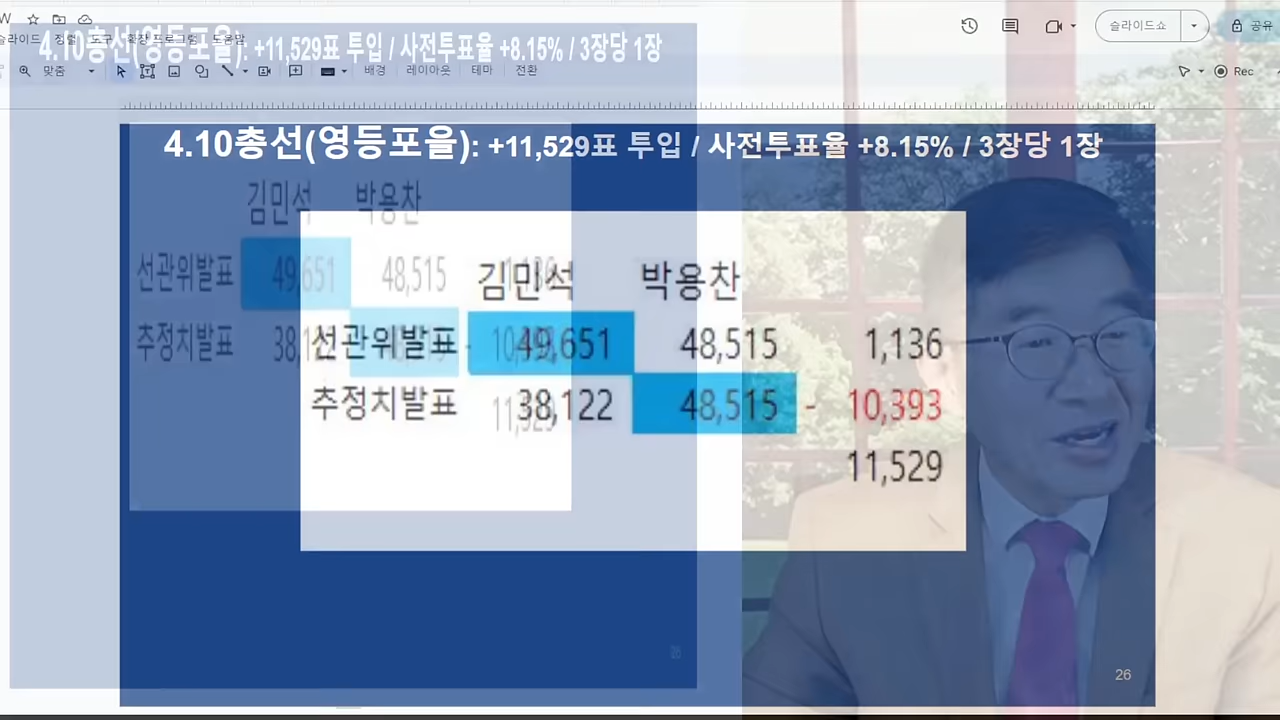 슬라이드쇼
공유
맞춤
배경 레이아웃 테마 전환
Rec
4.10총선(영등포을): +11,529표 투입 / 사전투표율 +8.15% / 3장당 1장
4.10총선(영등포을): +11,529표 투입 / 사전투표율 +8.15% / 3장당 1장
김민석 박용찬
선관위발표 49,651 48,515 1,136
추정치발표
11,529
김민석 박용찬
선관위발표 49,651 48,515 1,136
추정치발표 38,122 48,515 - 10,393
11,529
26